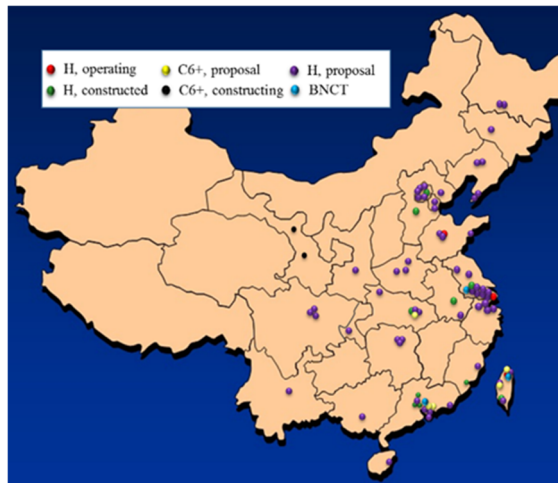 H, operating C6+, proposal H, proposal
H, constructed C6+, constructing BNCT